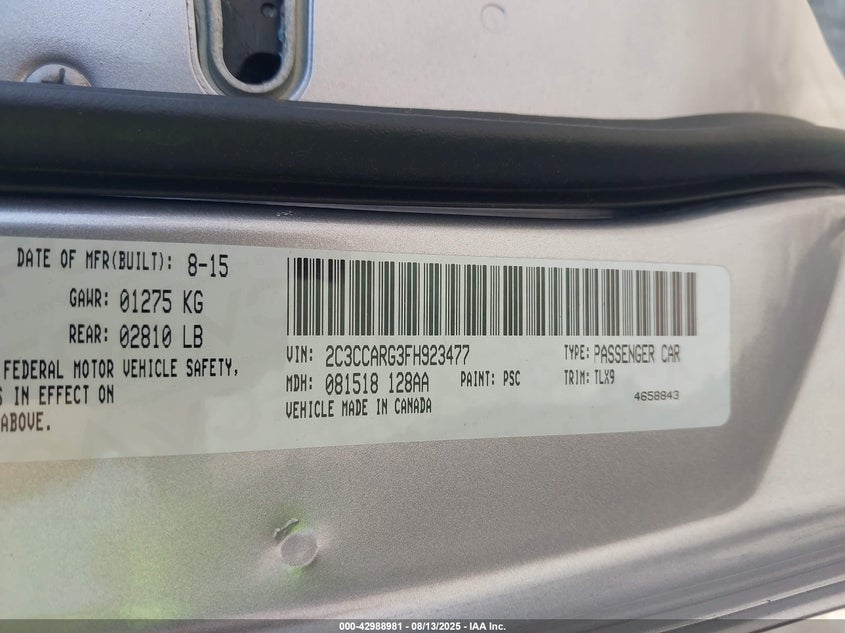 DATE OF MFR(BUILT): 8-15
GAWR: 01275 KG
REAR: 02810 LB
FEDERAL MOTOR VEHICLE SAFETY,
IN EFFECT ON
ABOVE.
VIN: 2C3CCARG3FH923477
TYPE: PASSENGER CAR
MDH: 081518 128AA
PAINT: PSC
TRIM: TLX9
VEHICLE MADE IN CANADA
4658843
000-42988981 - 08/13/2025 - IAA Inc.